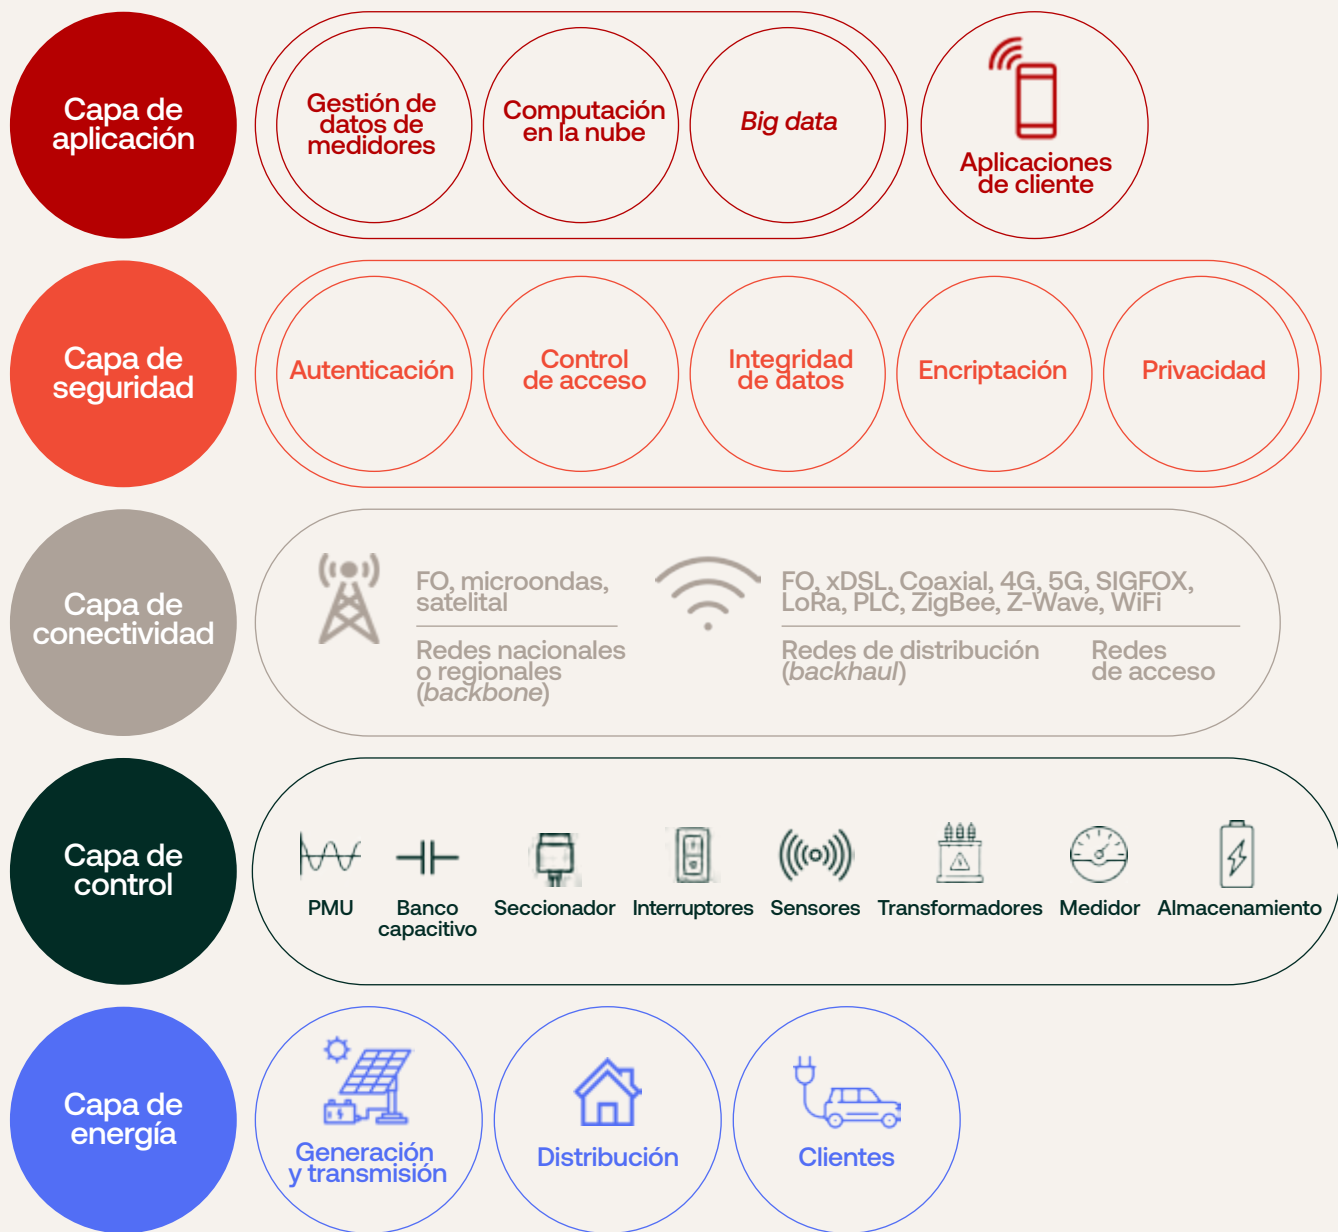 Capa de
aplicación
Gestión de
datos de
medidores
Computación
en la nube
Big data
Aplicaciones
de cliente
Capa de
seguridad
Autenticación
Control
de acceso
Integridad
de datos
Encriptación
Privacidad
Capa de
conectividad
FO, microondas,
satelital
Redes nacionales
o regionales
(backbone)
FO, xDSL, Coaxial, 4G, 5G, SIGFOX,
LoRa, PLC, ZigBee, Z-Wave, WiFi
Redes de distribución
(backhaul)
Redes
de acceso
Capa de
control
PMU
Banco
capacitivo
Seccionador
Interruptores
Sensores
Transformadores
Medidor
Almacenamiento
Capa de
energía
Generación
y transmisión
Distribución
Clientes